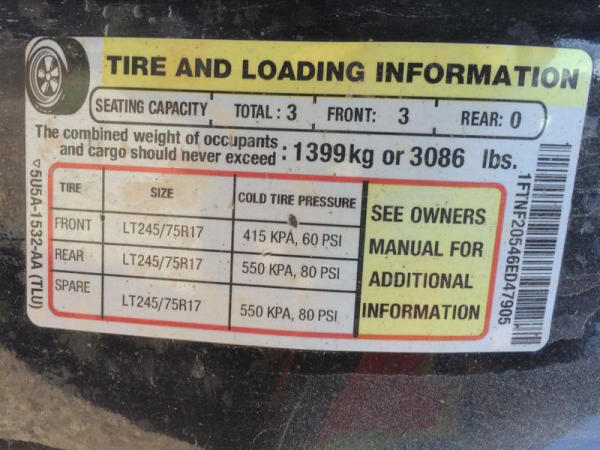 TIRE AND LOADING INFORMATION
SEATING CAPACITY TOTAL : 3 FRONT: 3 REAR: 0
The combined weight of occupants
and cargo should never exceed : 1399kg or 3086 lbs.
TIRE SIZE COLD TIRE PRESSURE
FRONT LT245/75R17 415 KPA, 60 PSI
REAR LT245/75R17 550 KPA, 80 PSI
SPARE LT245/75R17 550 KPA, 80 PSI
SEE OWNERS
MANUAL FOR
ADDITIONAL
INFORMATION
5U5A-1532-AA (TLU)
1FTNF20546ED47905